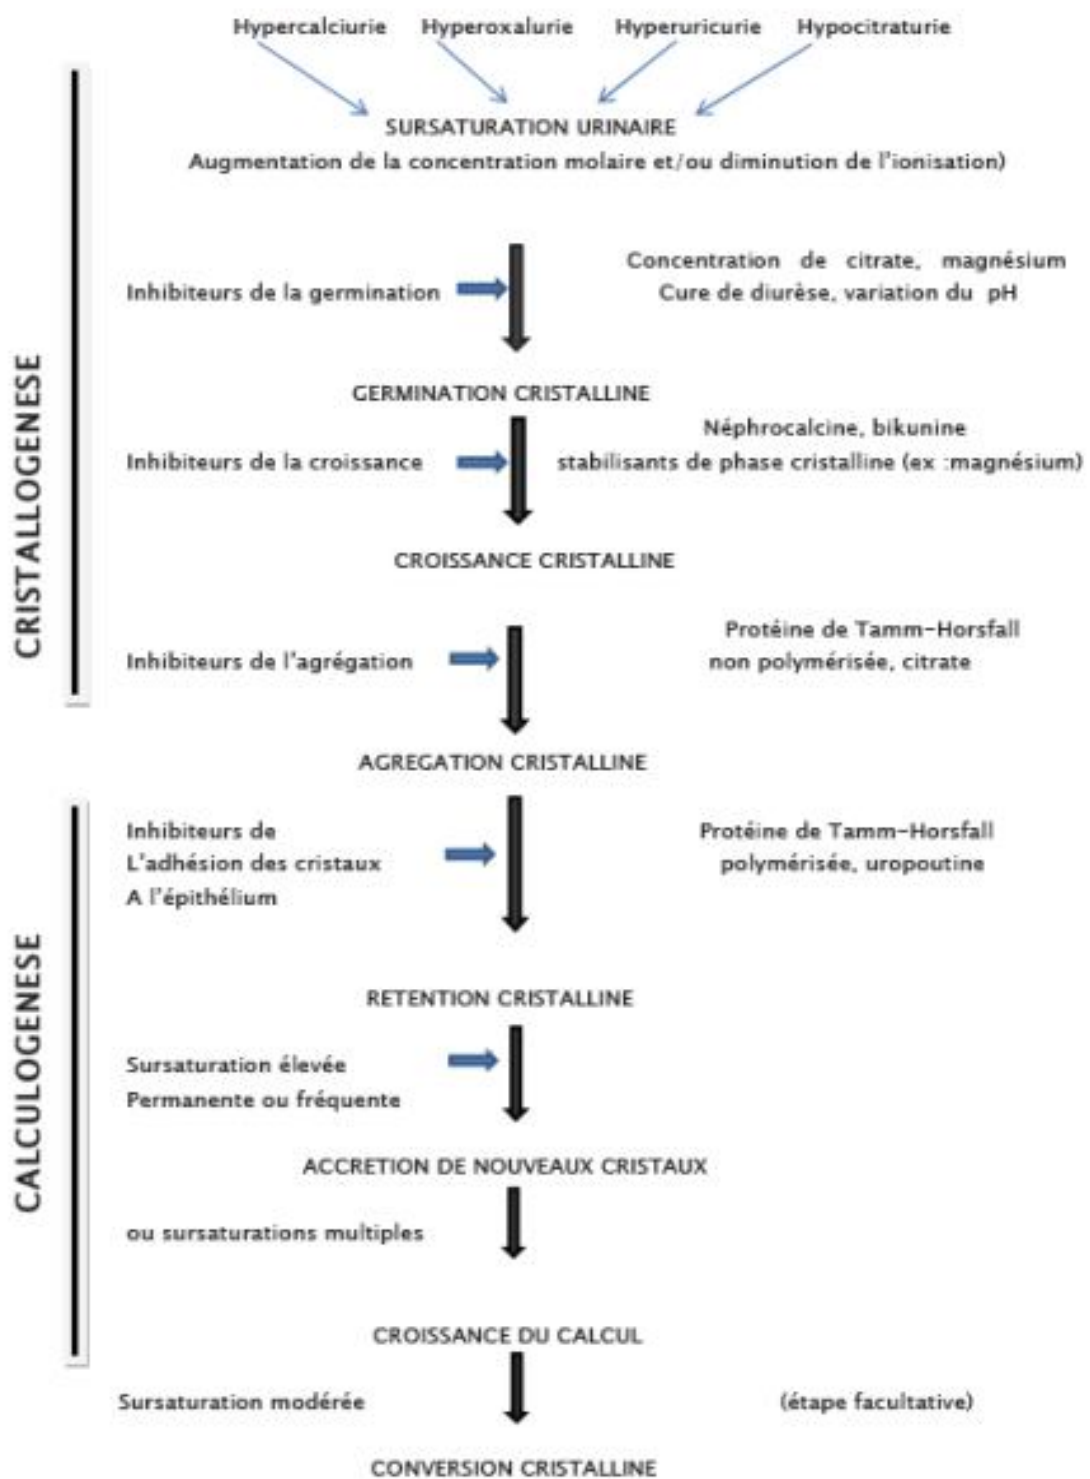 Hypercalciurie Hyperoxalurie Hyperuricurie Hypocitraturie
SURSATURATION URINAIRE
Augmentation de la concentration molaire et/ou diminution de l'ionisation)
Concentration de citrate, magnésium
Inhibiteurs de la germination
Cure de diurèse, variation du pH
GERMINATION CRISTALLINE
Néphrocalcine, bikunine
Inhibiteurs de la croissance
stabilisants de phase cristalline (ex :magnésium)
CROISSANCE CRISTALLINE
Protéine de Tamm-Horsfall
Inhibiteurs de l'agrégation
non polymérisée, citrate
AGREGATION CRISTALLINE
Inhibiteurs de
L'adhésion des cristaux
A l'épithélium
Protéine de Tamm-Horsfall
polymérisée, uropoutine
RETENTION CRISTALLINE
Sursaturation élevée
Permanente ou fréquente
ACCRETION DE NOUVEAUX CRISTAUX
ou sursaturations multiples
CROISSANCE DU CALCUL
Sursaturation modérée
(étape facultative)
CONVERSION CRISTALLINE
CRISTALLOGENESE
CALCULOGENESE